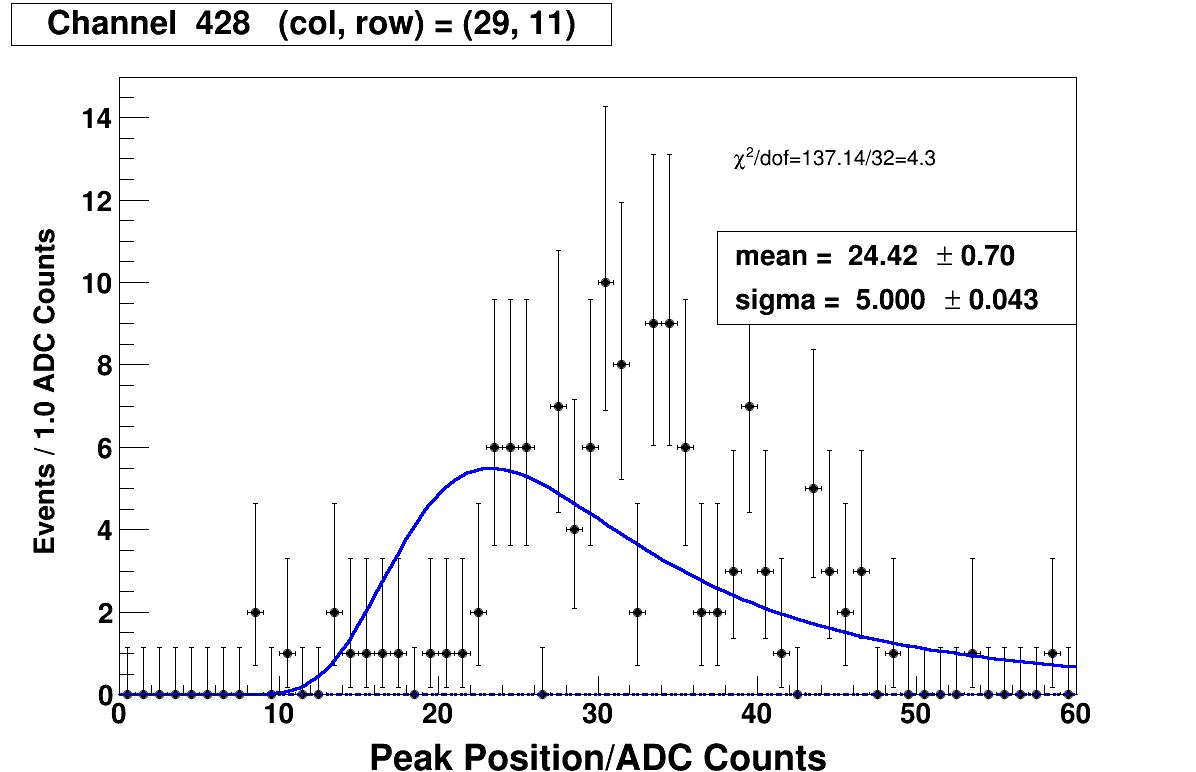 Channel 428 (col, row) = (29, 11)
χ²/dof=137.14/32=4.3
mean = 24.42 ± 0.70
sigma = 5.000 ± 0.043
Events / 1.0 ADC Counts
14
12
10
8
6
4
2
0
0 10 20 30 40 50 60
Peak Position/ADC Counts